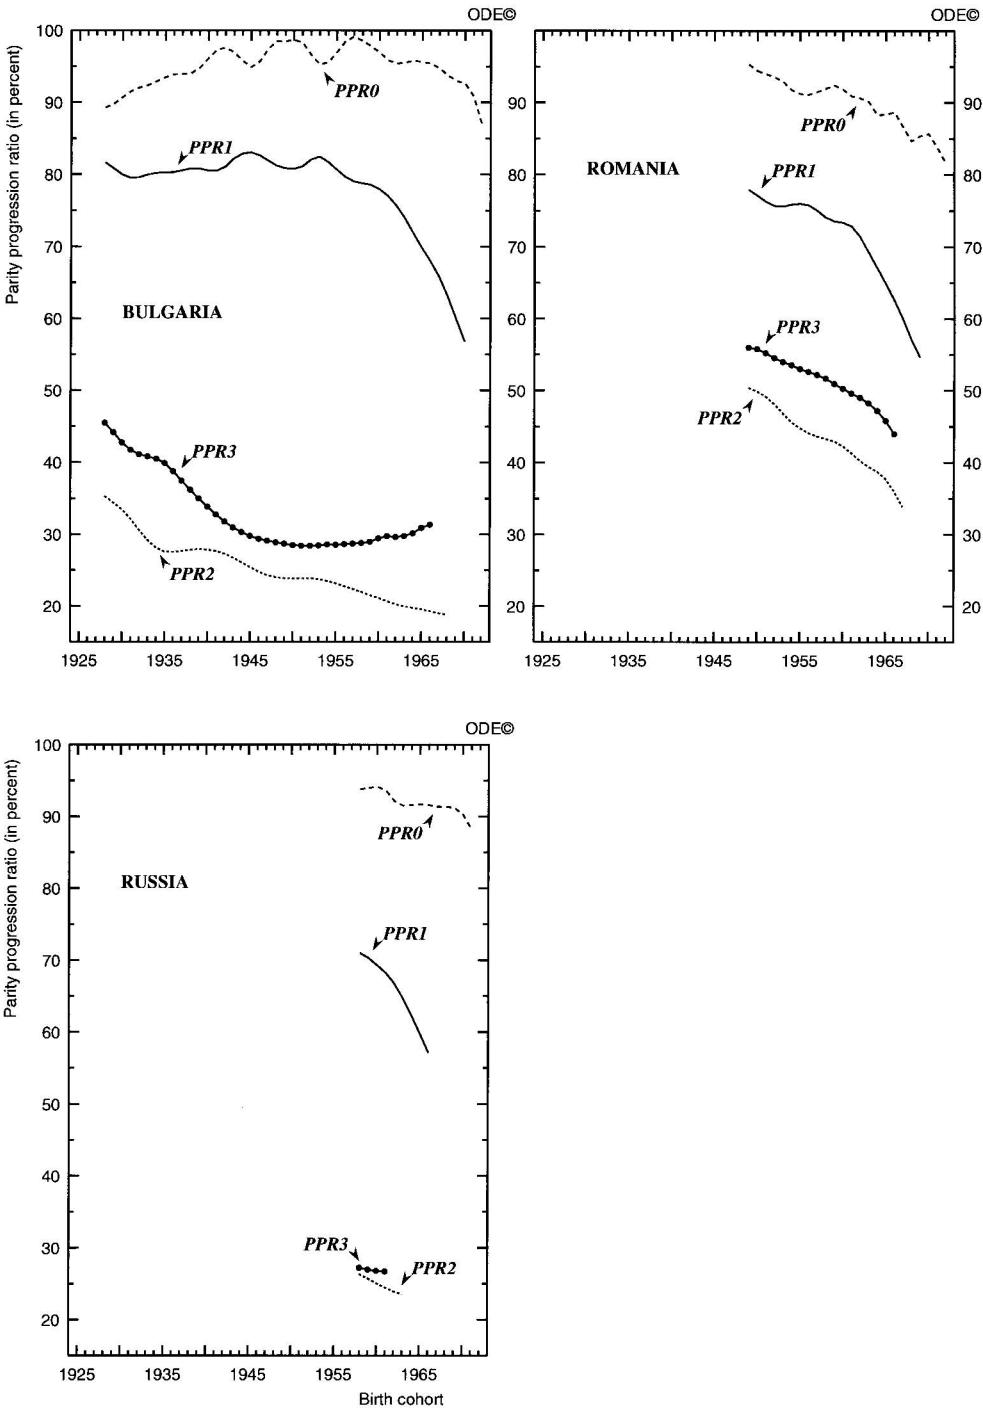 ODE©
100
90
80
70
60
50
40
30
20
Parity progression ratio (in percent)
PPR0
PPR1
BULGARIA
PPR3
PPR2
1925 1935 1945 1955 1965
ODE©
PPR0
ROMANIA
PPR1
PPR3
PPR2
90
80
70
60
50
40
30
20
90
80
70
60
50
40
30
20
1925 1935 1945 1955 1965
ODE©
100
90
80
70
60
50
40
30
20
Parity progression ratio (in percent)
PPR0
RUSSIA
PPR1
PPR3
PPR2
1925 1935 1945 1955 1965
Birth cohort